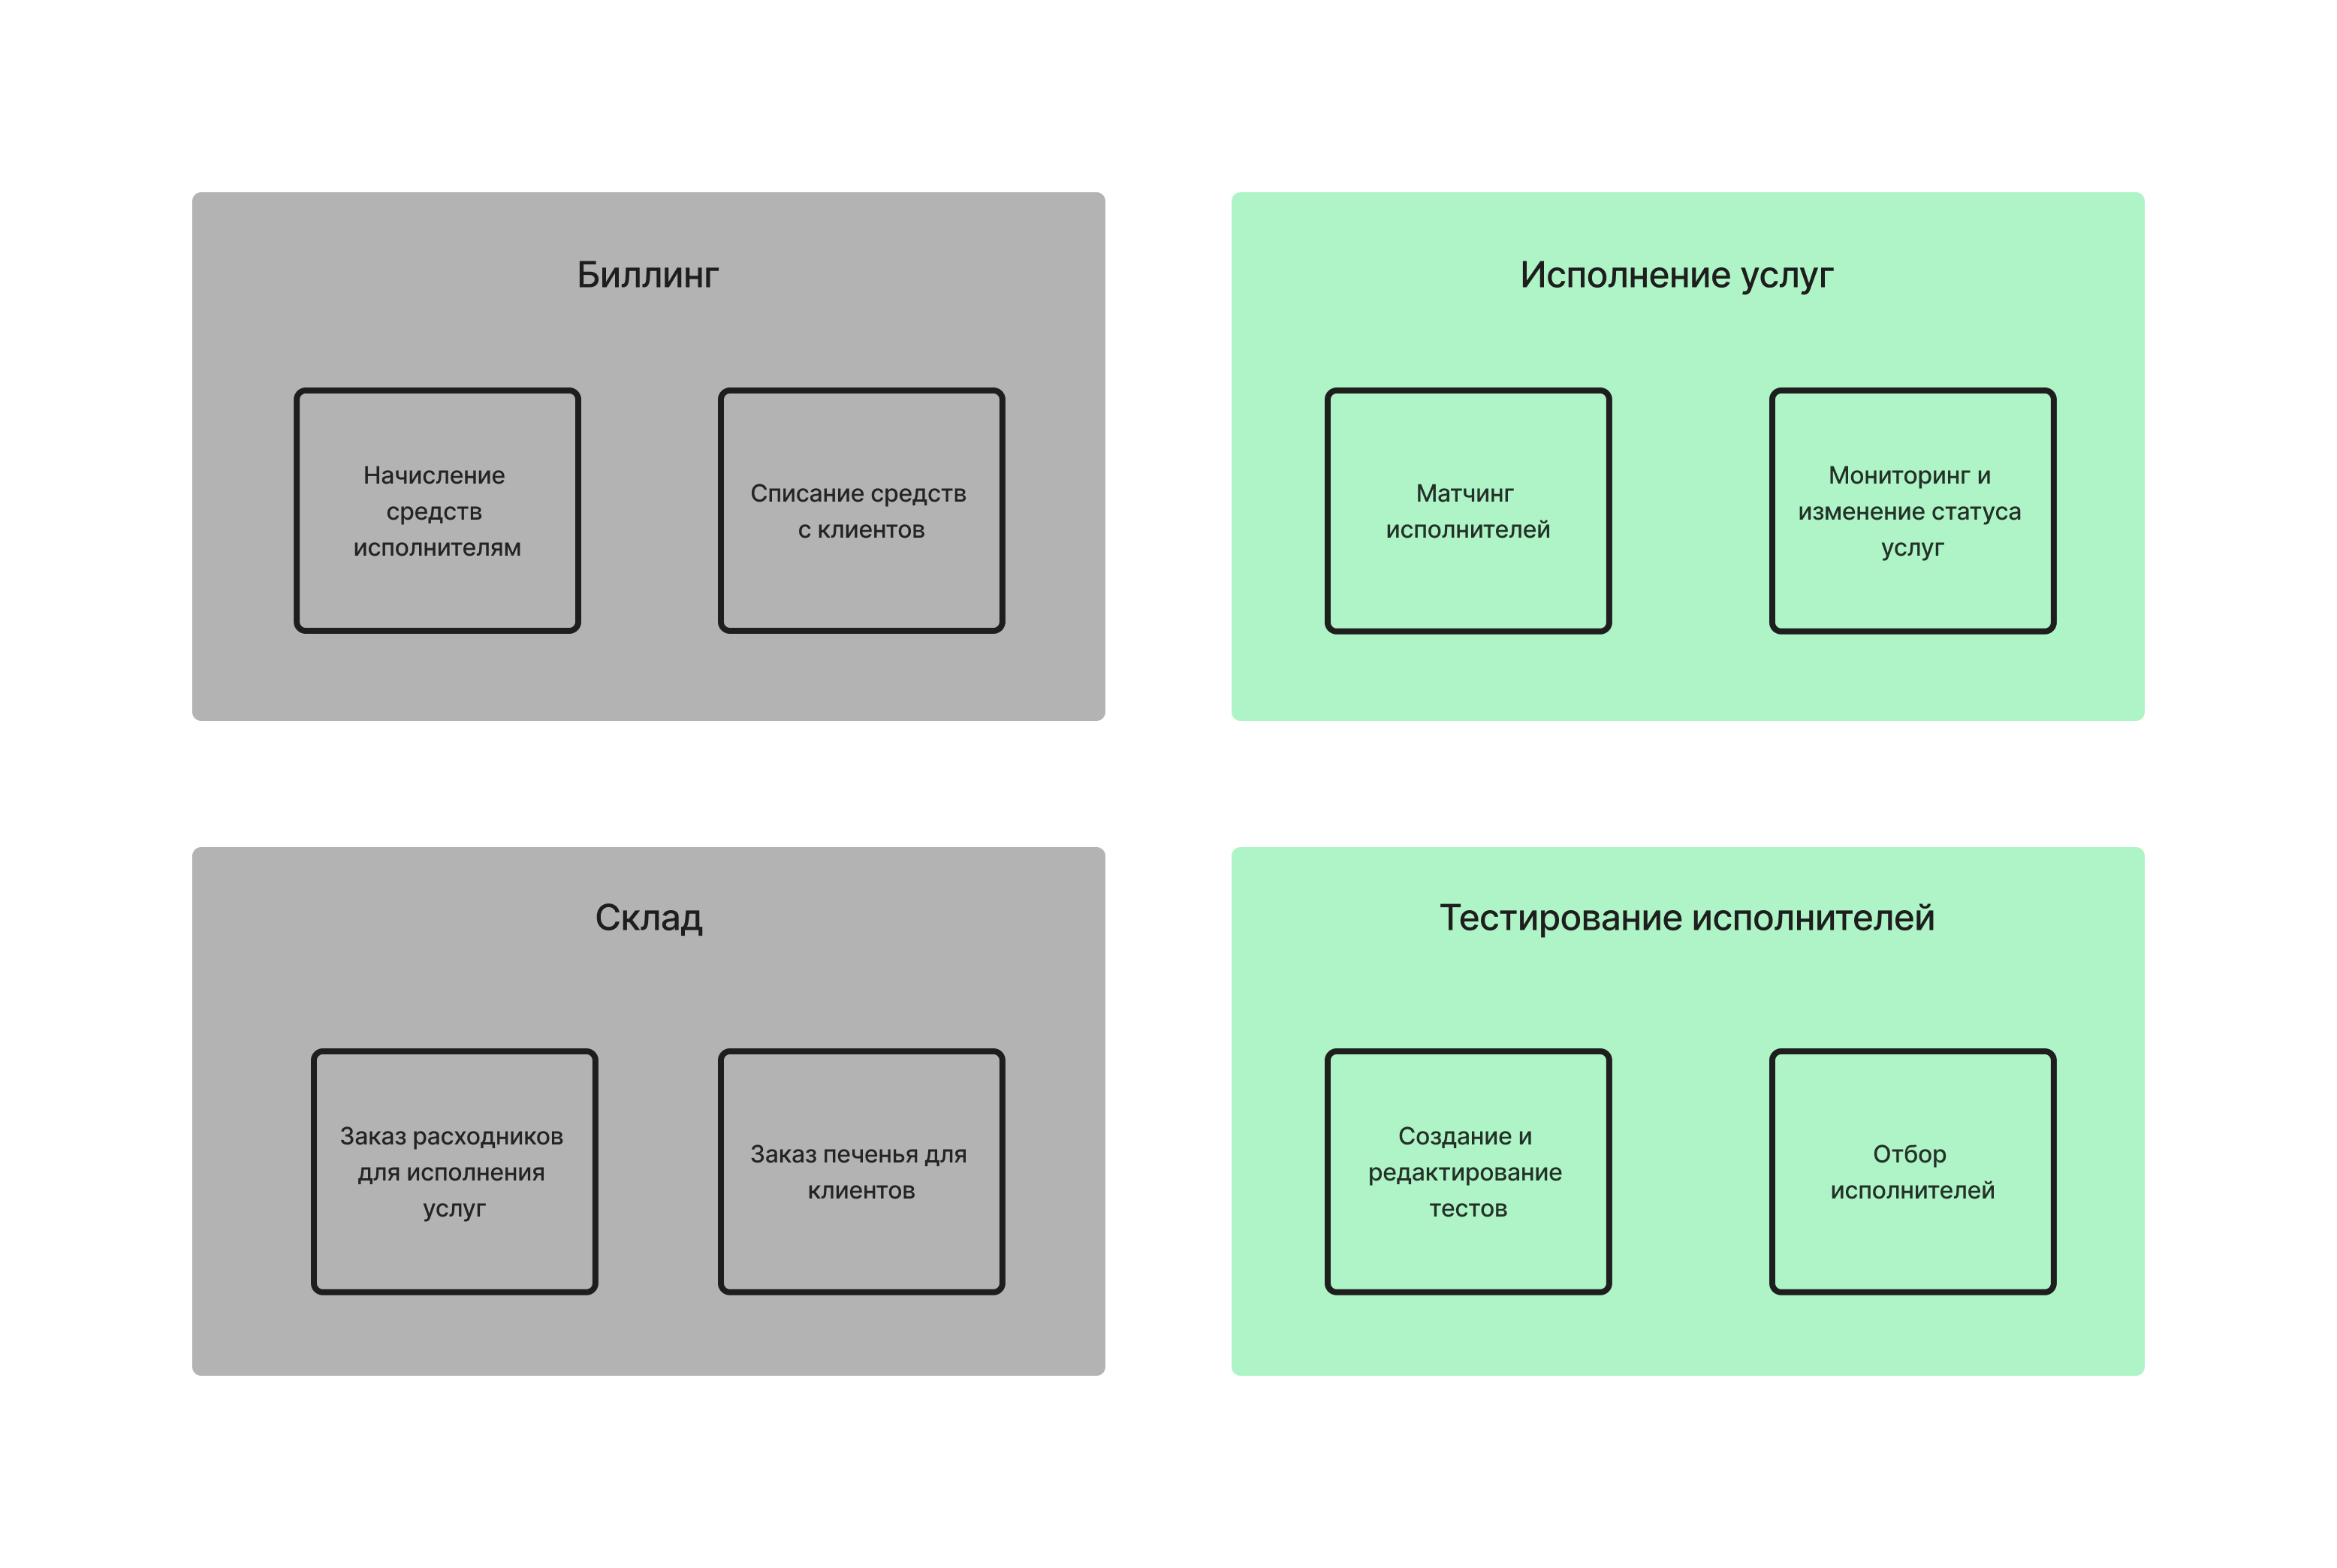 Биллинг
Начисление
средств
исполнителям
Списание средств
с клиентов
Исполнение услуг
Матчинг
исполнителей
Мониторинг и
изменение статуса
услуг
Склад
Заказ расходников
для исполнения
услуг
Заказ печенья для
клиентов
Тестирование исполнителей
Создание и
редактирование
тестов
Отбор
исполнителей